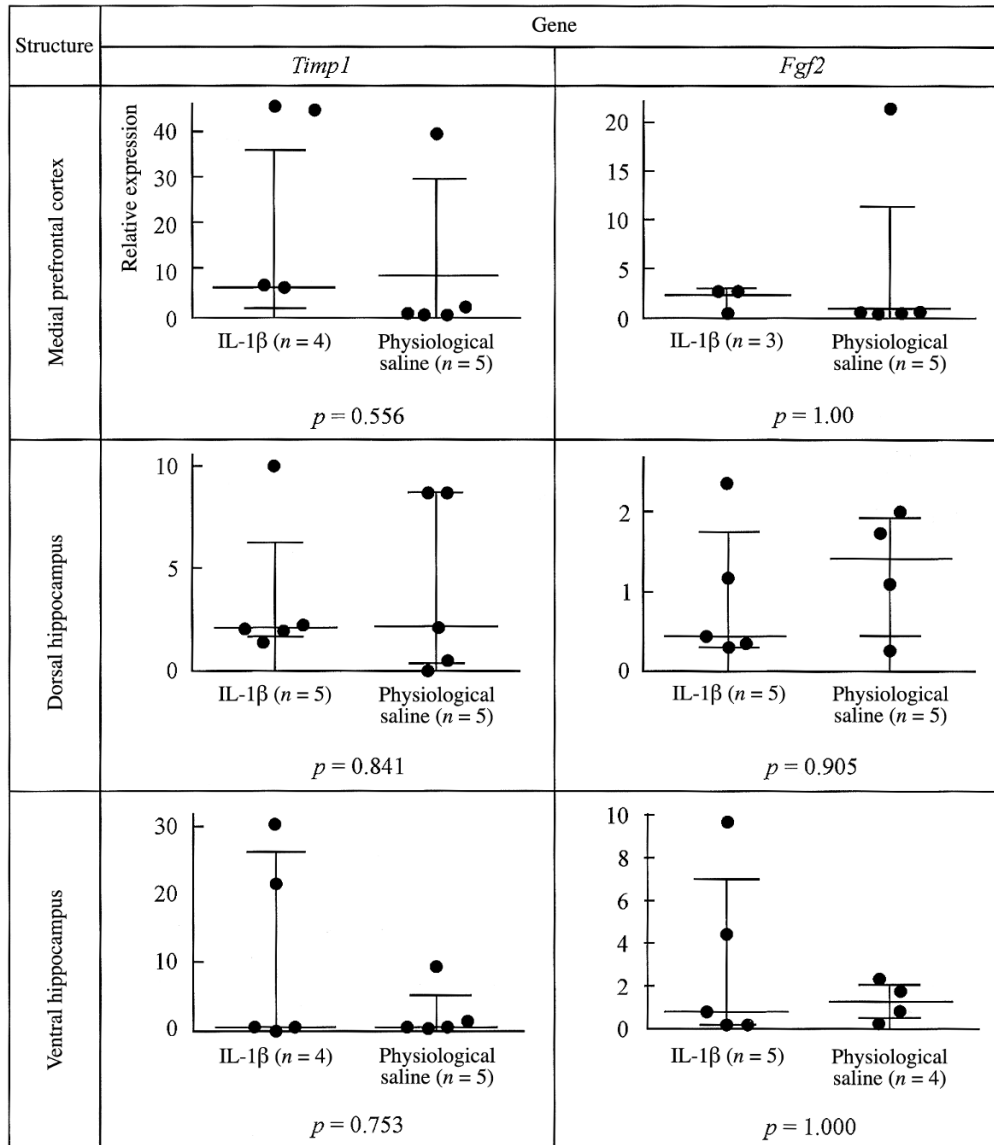 Structure
Gene
Timp1
Fgf2
Medial prefrontal cortex
Relative expression
40
30
20
10
0
IL-1β (n = 4)
Physiological
saline (n = 5)
p = 0.556
20
15
10
5
0
IL-1β (n = 3)
Physiological
saline (n = 5)
p = 1.00
Dorsal hippocampus
10
5
0
IL-1β (n = 5)
Physiological
saline (n = 5)
p = 0.841
2
1
0
IL-1β (n = 5)
Physiological
saline (n = 5)
p = 0.905
Ventral hippocampus
30
20
10
0
IL-1β (n = 4)
Physiological
saline (n = 5)
p = 0.753
10
8
6
4
2
0
IL-1β (n = 5)
Physiological
saline (n = 4)
p = 1.000